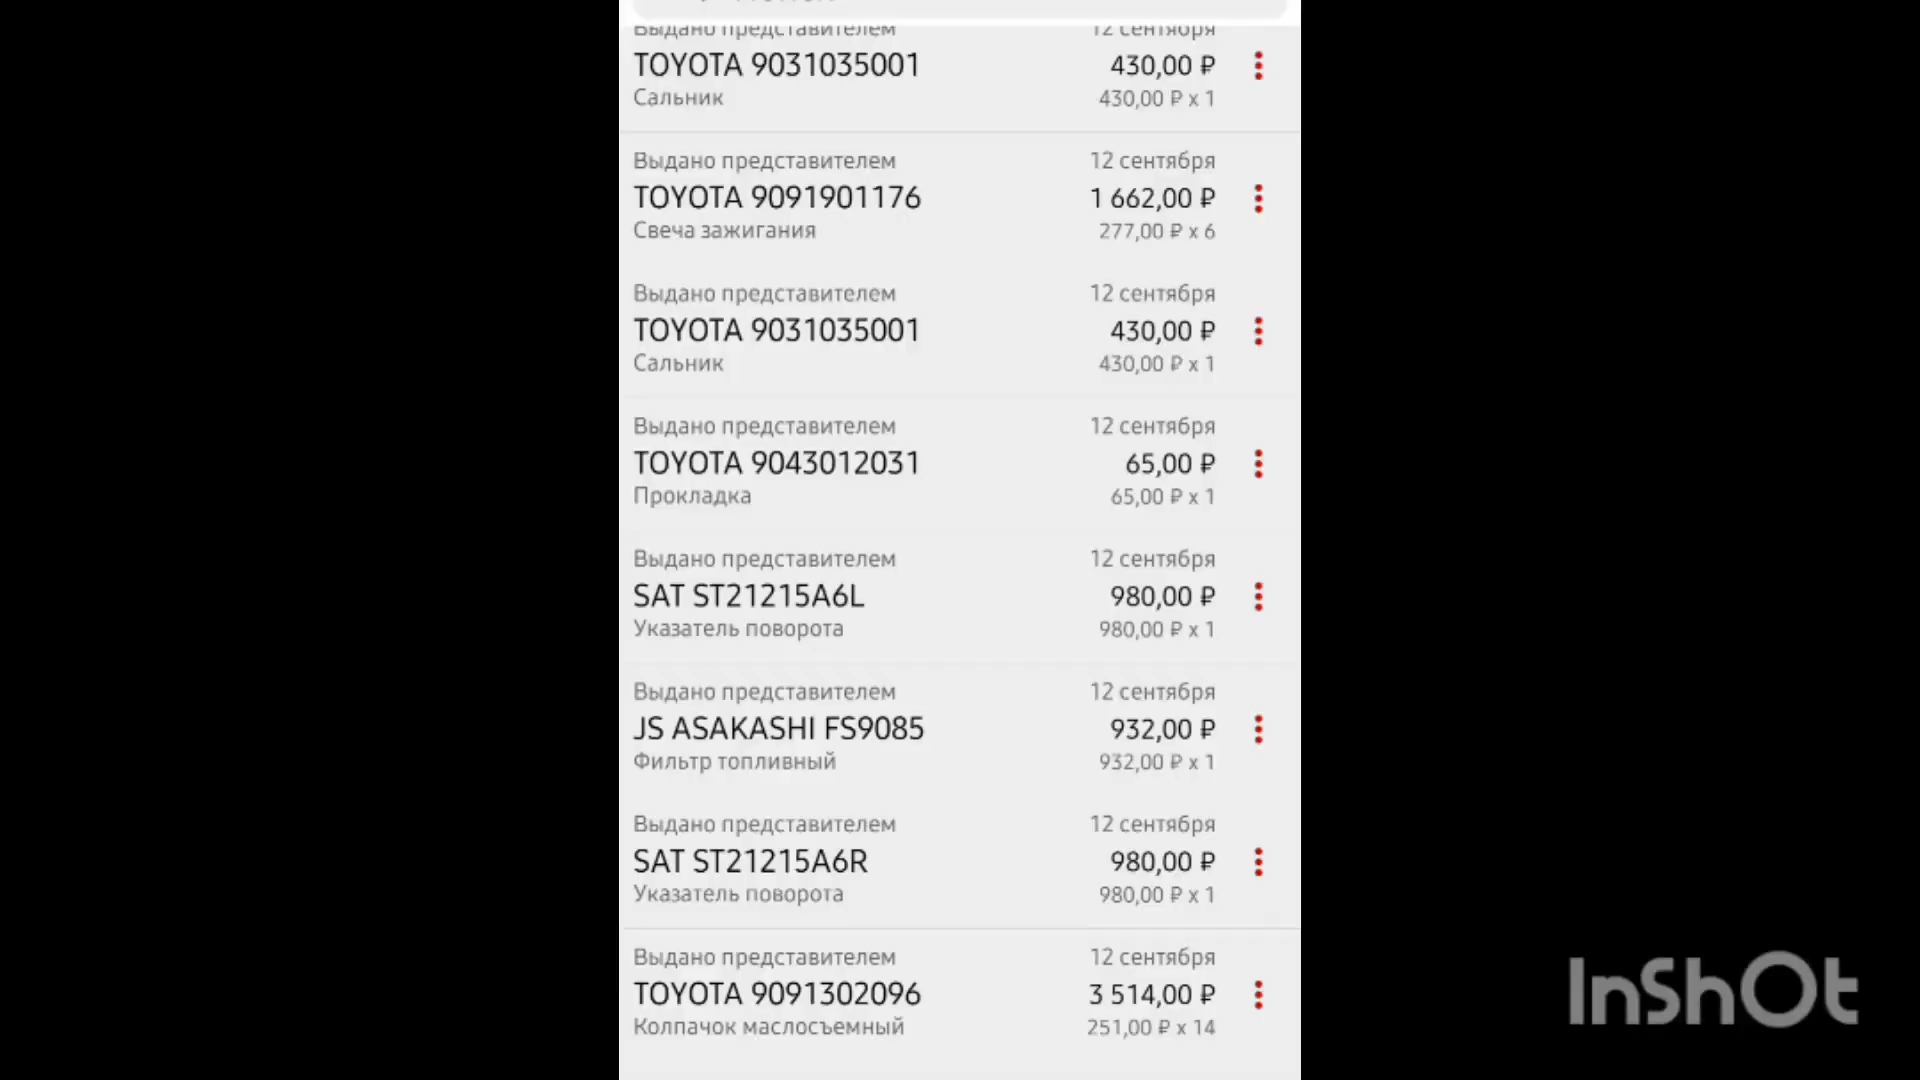 Выдано представителем 12 сентября
TOYOTA 9031035001 430,00 ₽
Сальник 430,00 ₽ x 1
Выдано представителем 12 сентября
TOYOTA 9091901176 1 662,00 ₽
Свеча зажигания 277,00 ₽ x 6
Выдано представителем 12 сентября
TOYOTA 9031035001 430,00 ₽
Сальник 430,00 ₽ x 1
Выдано представителем 12 сентября
TOYOTA 9043012031 65,00 ₽
Прокладка 65,00 ₽ x 1
Выдано представителем 12 сентября
SAT ST21215A6L 980,00 ₽
Указатель поворота 980,00 ₽ x 1
Выдано представителем 12 сентября
JS ASAKASHI FS9085 932,00 ₽
Фильтр топливный 932,00 ₽ x 1
Выдано представителем 12 сентября
SAT ST21215A6R 980,00 ₽
Указатель поворота 980,00 ₽ x 1
Выдано представителем 12 сентября
TOYOTA 9091302096 3 514,00 ₽
Колпачок маслосъемный 251,00 ₽ x 14
InShOt